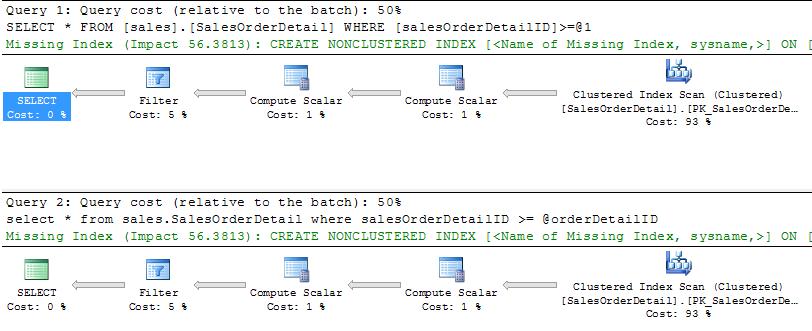 Query 1: Query cost (relative to the batch): 50%
SELECT * FROM [sales].[SalesOrderDetail] WHERE [salesOrderDetailID]>=@1
Missing Index (Impact 56.3813): CREATE NONCLUSTERED INDEX [<Name of Missing Index, sysname,>] ON [
SELECT
Cost: 0 %
Filter
Cost: 5 %
Compute Scalar
Cost: 1 %
Compute Scalar
Cost: 1 %
Clustered Index Scan (Clustered)
[SalesOrderDetail].[PK_SalesOrderDe…
Cost: 93 %
Query 2: Query cost (relative to the batch): 50%
select * from sales.SalesOrderDetail where salesOrderDetailID >= @orderDetailID
Missing Index (Impact 56.3813): CREATE NONCLUSTERED INDEX [<Name of Missing Index, sysname,>] ON [
SELECT
Cost: 0 %
Filter
Cost: 5 %
Compute Scalar
Cost: 1 %
Compute Scalar
Cost: 1 %
Clustered Index Scan (Clustered)
[SalesOrderDetail].[PK_SalesOrderDe…
Cost: 93 %